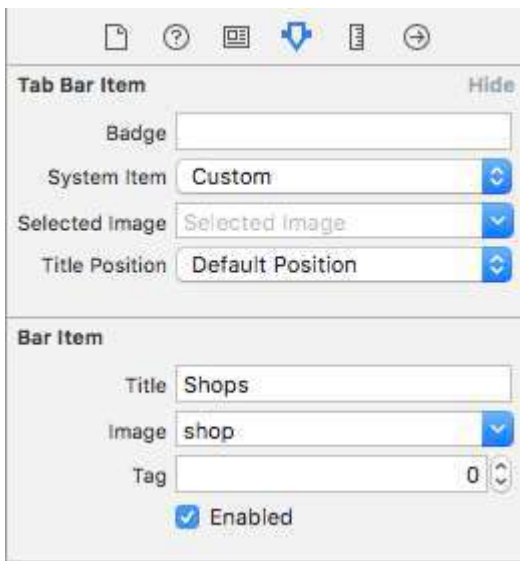 Tab Bar Item Hide
Badge
System Item Custom
Selected Image Selected Image
Title Position Default Position
Bar Item
Title Shops
Image shop
Tag 0
Enabled